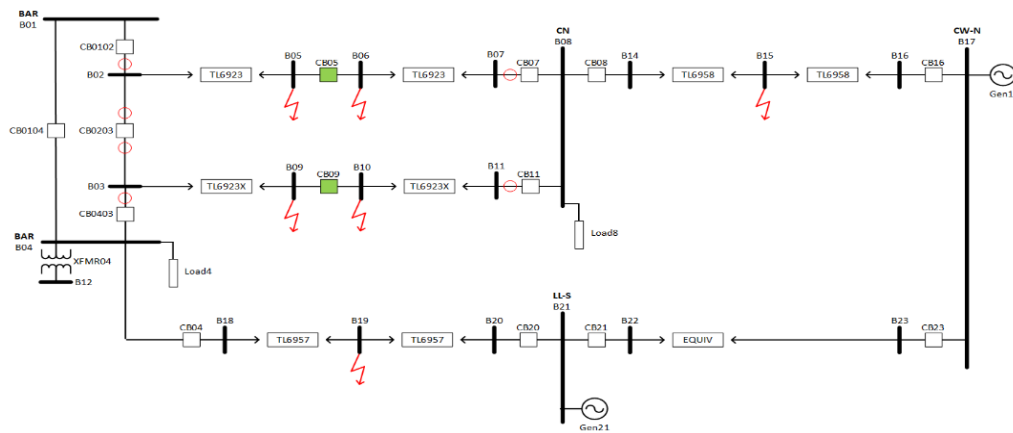 BAR
B01
CB0102
B02
TL6923
B05
CB05
B06
TL6923
B07
CB07
CN
B08
CB08
B14
TL6958
B15
TL6958
B16
CB16
CW-N
B17
Gen1
CB0104
CB0203
B03
TL6923X
B09
CB09
B10
TL6923X
B11
CB11
CB0403
Load8
BAR
B04
XFMR04
B12
Load4
CB04
B18
TL6957
B19
TL6957
B20
CB20
LL-S
B21
CB21
B22
EQUIV
B23
CB23
Gen21